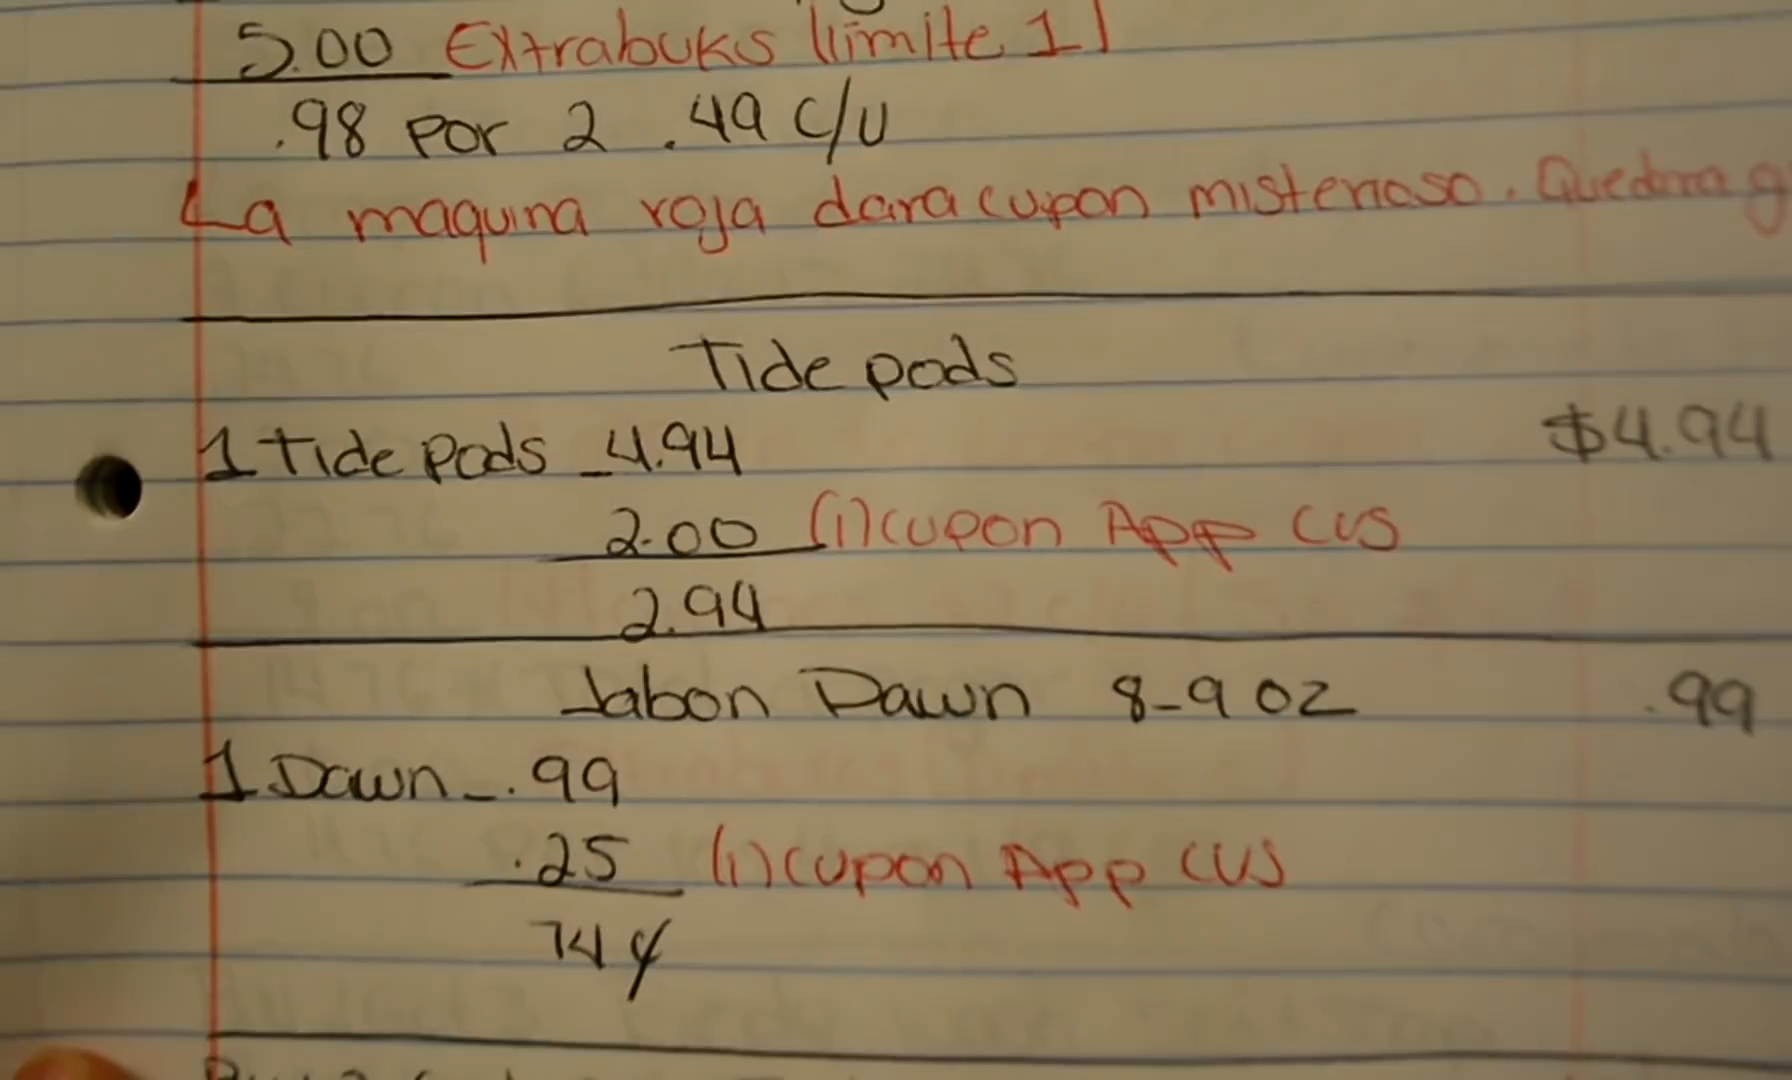 5.00 Extrabuks limite 1
.98 por 2 .49 c/u
La maquina roja dara cupon misterioso. Quedara
Tide pods
1 Tide Pods _4.94 $4.94
2.00 (1) cupon App CVS
2.94
Jabon Dawn 8-9 oz .99
1 Dawn _ .99
.25 (1) cupon App CVS
74¢